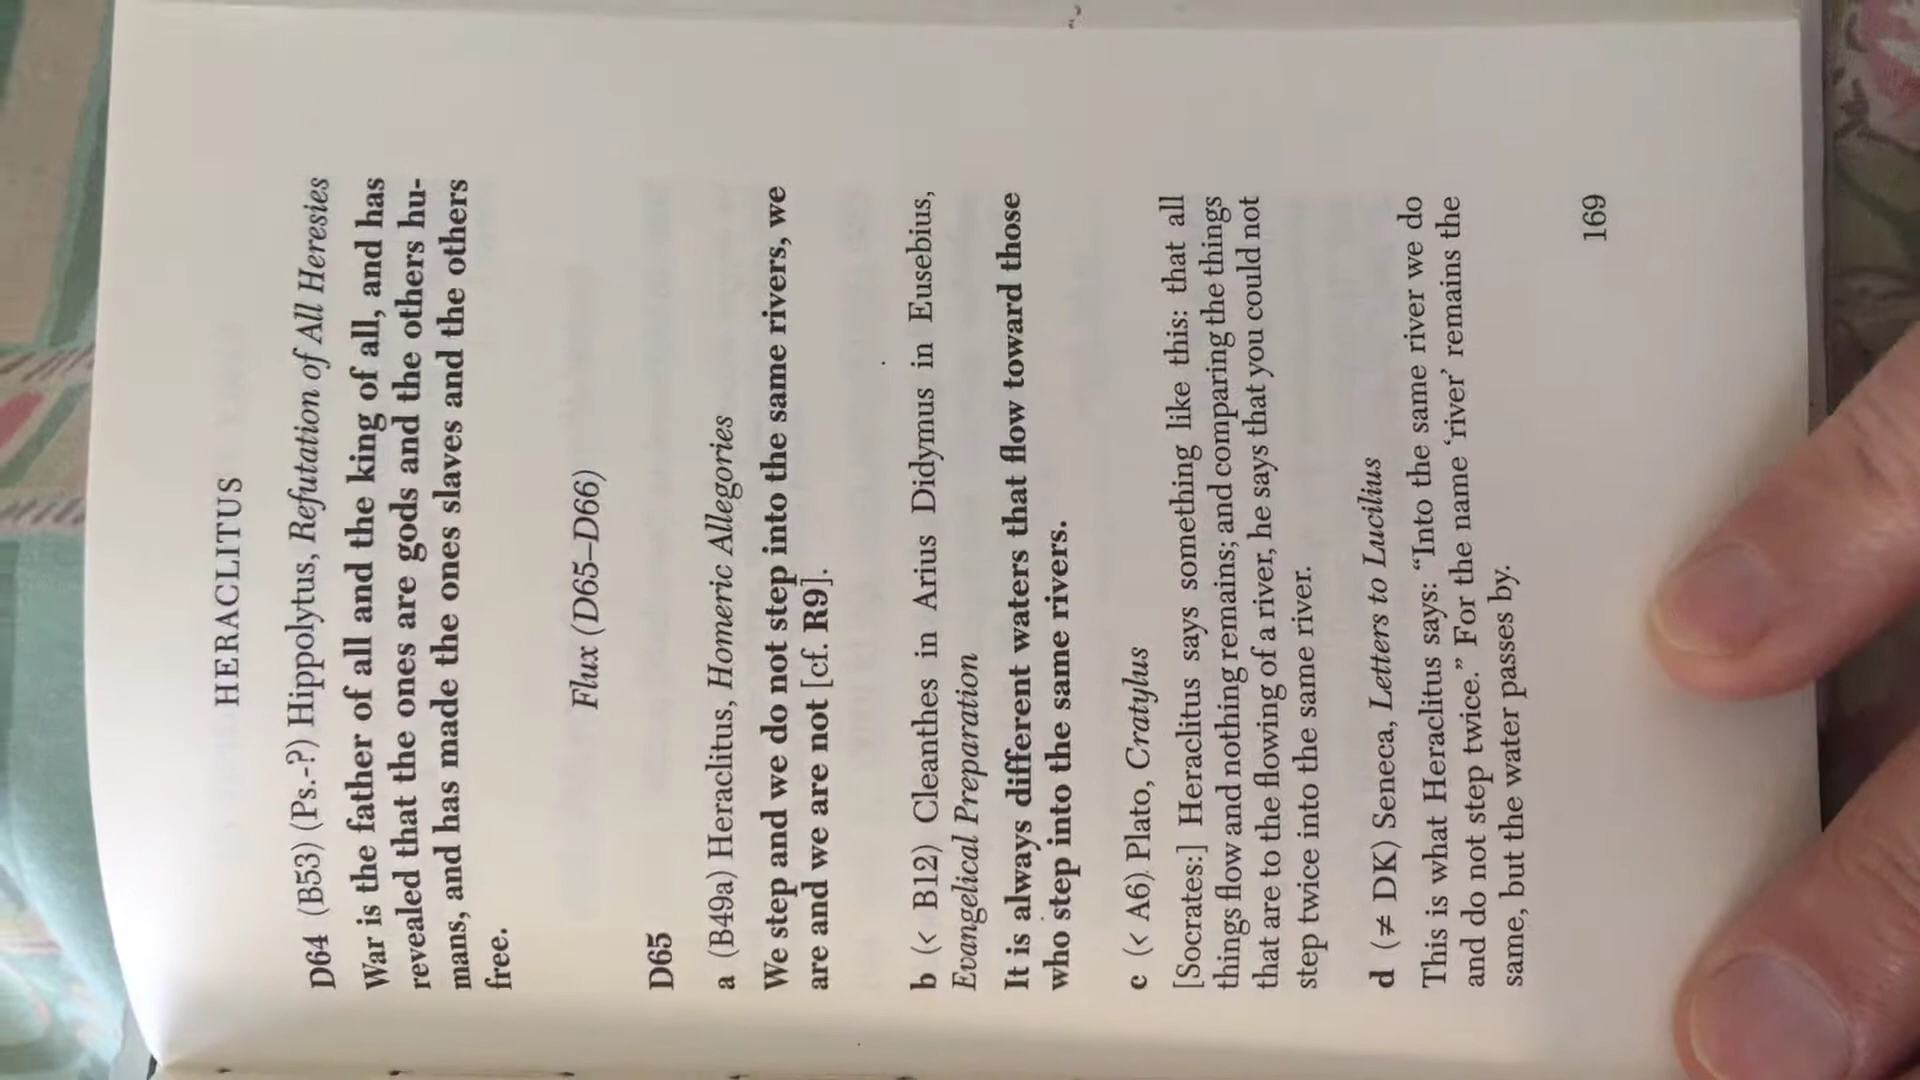 HERACLITUS
D64 (B53) (Ps.-?) Hippolytus, Refutation of All Heresies
War is the father of all and the king of all, and has
revealed that the ones are gods and the others hu-
mans, and has made the ones slaves and the others
free.
Flux (D65–D66)
D65
a (B49a) Heraclitus, Homeric Allegories
We step and we do not step into the same rivers, we
are and we are not [cf. R9].
b (< B12) Cleanthes in Arius Didymus in Eusebius,
Evangelical Preparation
It is always different waters that flow toward those
who step into the same rivers.
c (< A6) Plato, Cratylus
[Socrates:] Heraclitus says something like this: that all
things flow and nothing remains; and comparing the things
that are to the flowing of a river, he says that you could not
step twice into the same river.
d (≠ DK) Seneca, Letters to Lucilius
This is what Heraclitus says: “Into the same river we do
and do not step twice.” For the name ‘river’ remains the
same, but the water passes by.
169